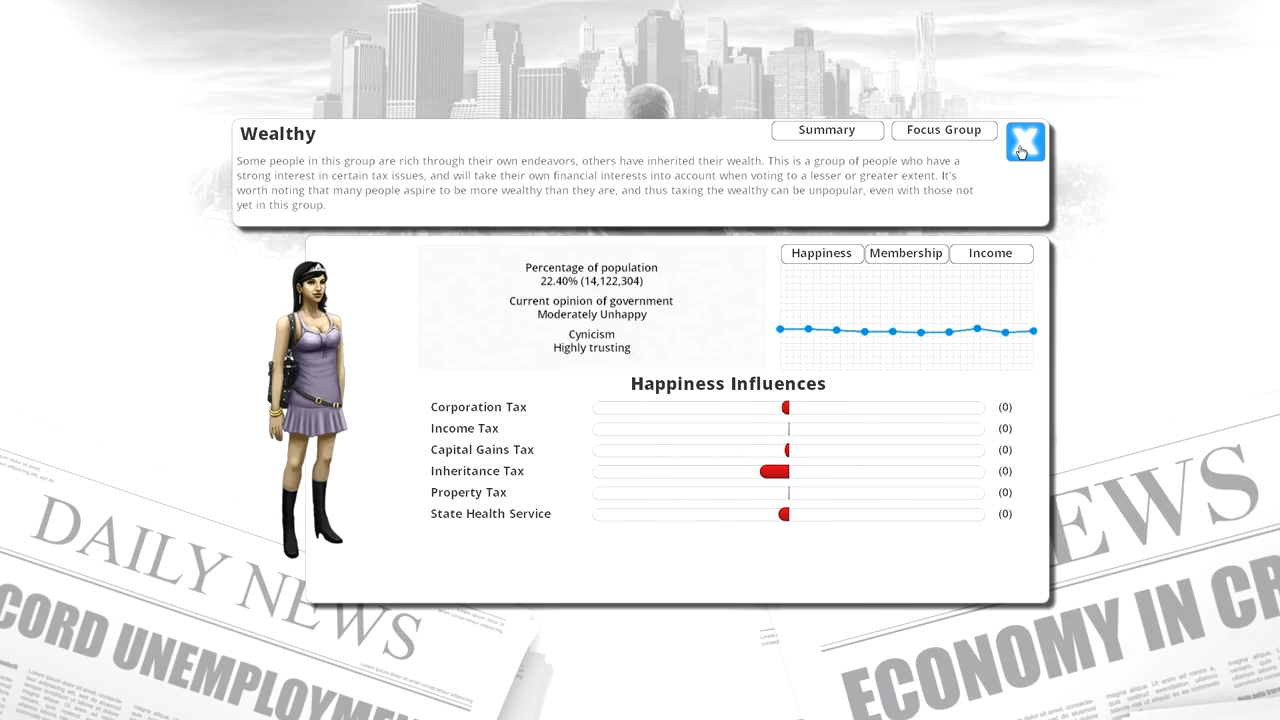 Wealthy
Summary
Focus Group
X
Some people in this group are rich through their own endeavors, others have inherited their wealth. This is a group of people who have a
strong interest in certain tax issues, and will take their own financial interests into account when voting to a lesser or greater extent. It's
worth noting that many people aspire to be more wealthy than they are, and thus taxing the wealthy can be unpopular, even with those not
yet in this group.
Percentage of population
22.40% (14,122,304)
Current opinion of government
Moderately Unhappy
Cynicism
Highly trusting
Happiness
Membership
Income
Happiness Influences
Corporation Tax (0)
Income Tax (0)
Capital Gains Tax (0)
Inheritance Tax (0)
Property Tax (0)
State Health Service (0)
DAILY NEWS
CORD UNEMPLOYME
EWS
ECONOMY IN CR